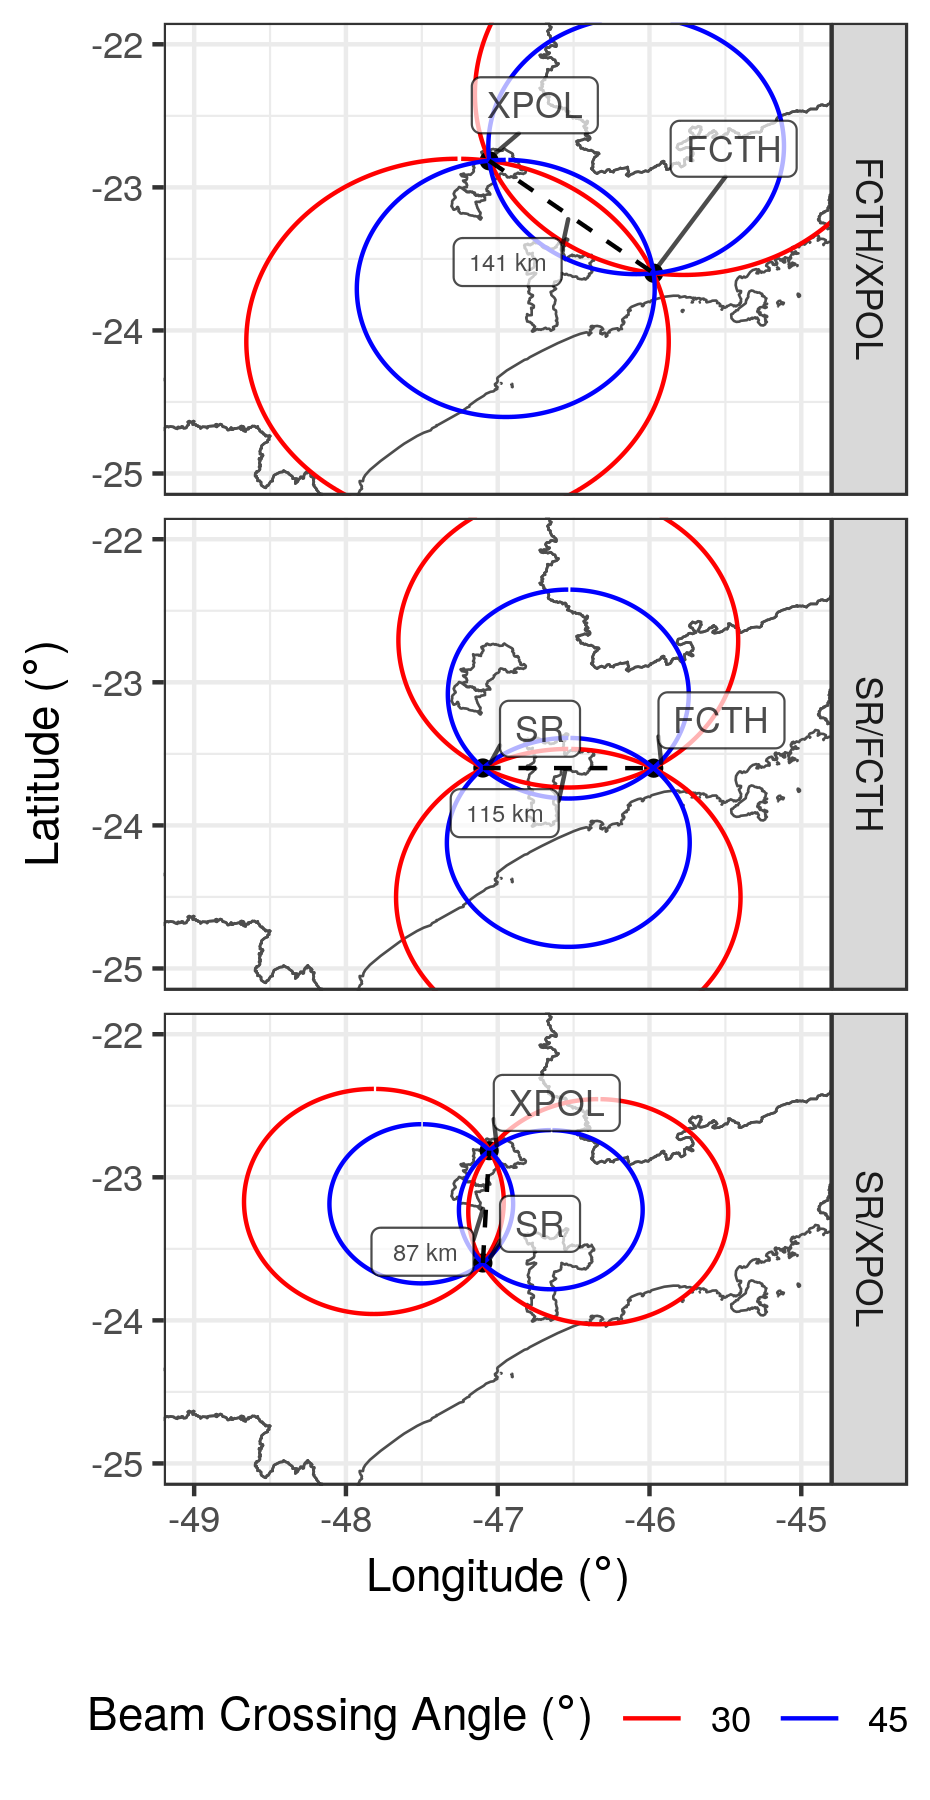 -22
-23
-24
-25
XPOL
FCTH
141 km
FCTH/XPOL
-22
-23
-24
-25
SR
FCTH
115 km
SR/FCTH
Latitude (°)
-22
-23
-24
-25
XPOL
SR
87 km
SR/XPOL
-49 -48 -47 -46 -45
Longitude (°)
Beam Crossing Angle (°) 30 45